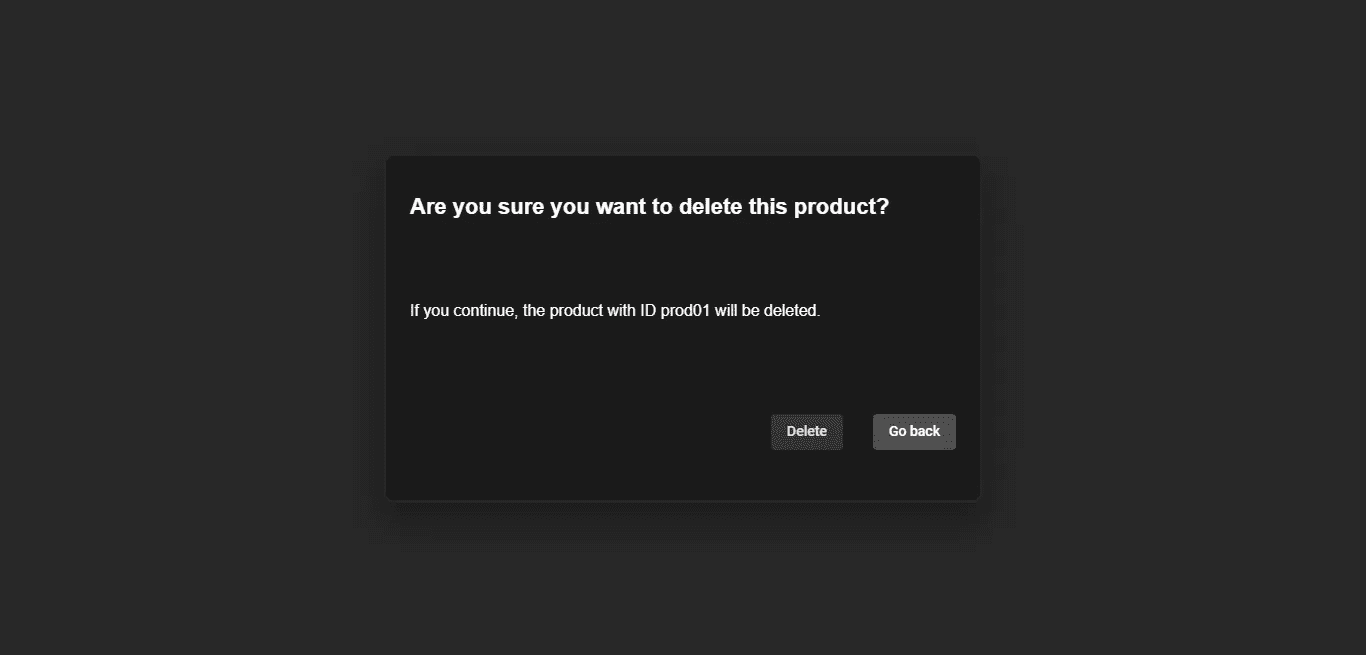 Are you sure you want to delete this product?
If you continue, the product with ID prod01 will be deleted.
Delete
Go back